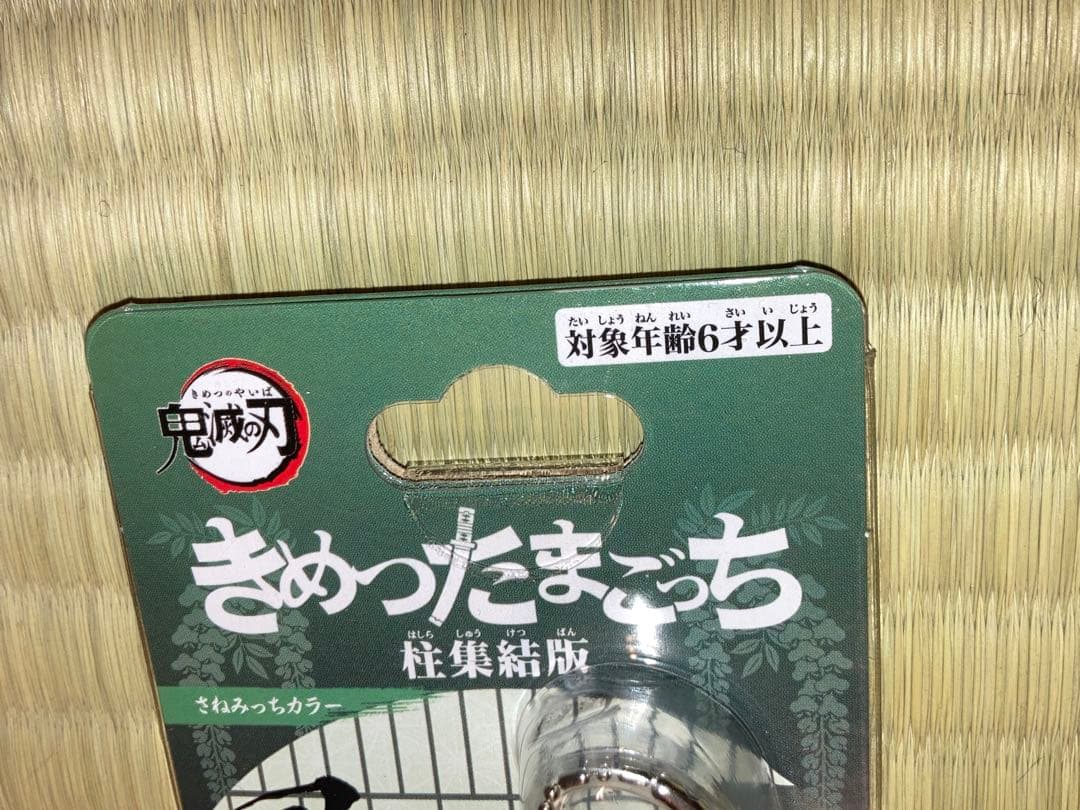 たいしょうねんれい さいいじょう
対象年齢6才以上
きめつのやいば
鬼滅の刃
きめつたまごっち
はしら しゅう けつ ばん
柱集結版
さねみっちカラー